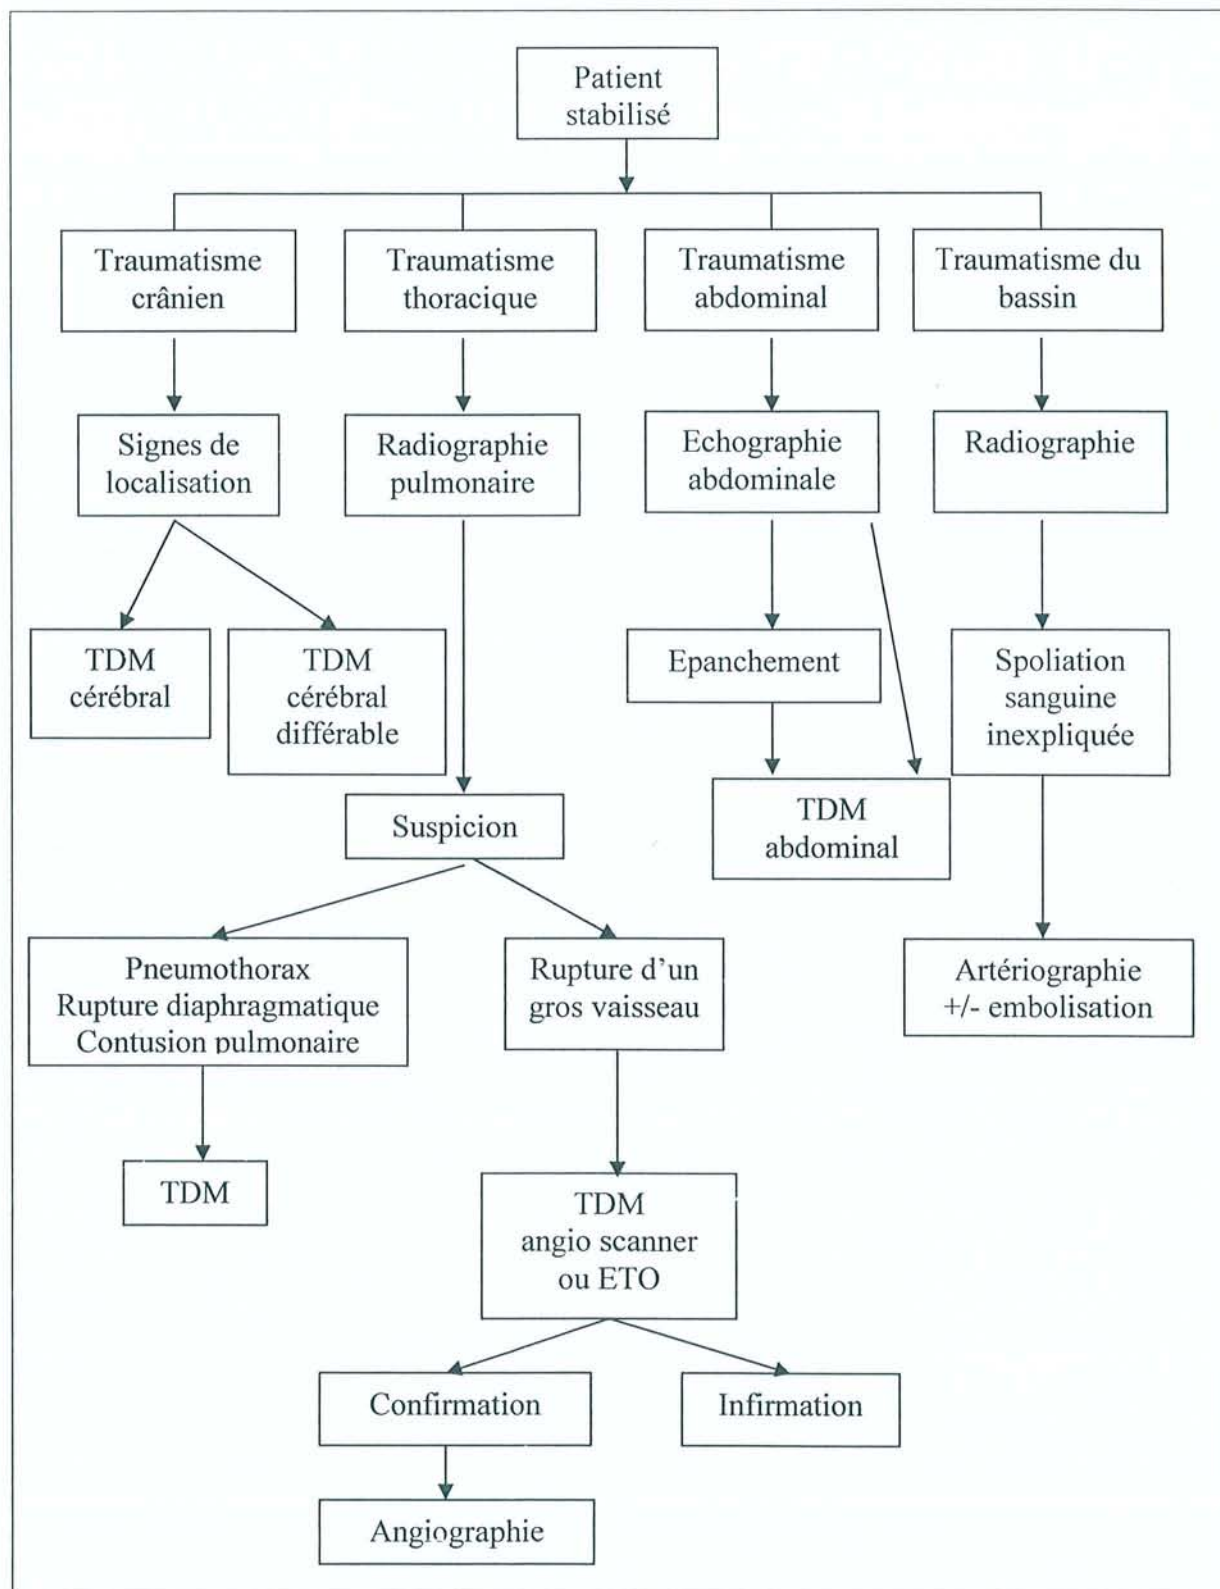 Patient
stabilisé
Traumatisme
crânien
Traumatisme
thoracique
Traumatisme
abdominal
Traumatisme du
bassin
Signes de
localisation
Radiographie
pulmonaire
Echographie
abdominale
Radiographie
TDM
cérébral
TDM
cérébral
différable
Epanchement
Spoliation
sanguine
inexpliquée
Suspicion
TDM
abdominal
Pneumothorax
Rupture diaphragmatique
Contusion pulmonaire
Rupture d’un
gros vaisseau
Artériographie
+/- embolisation
TDM
TDM
angio scanner
ou ETO
Confirmation
Infirmation
Angiographie